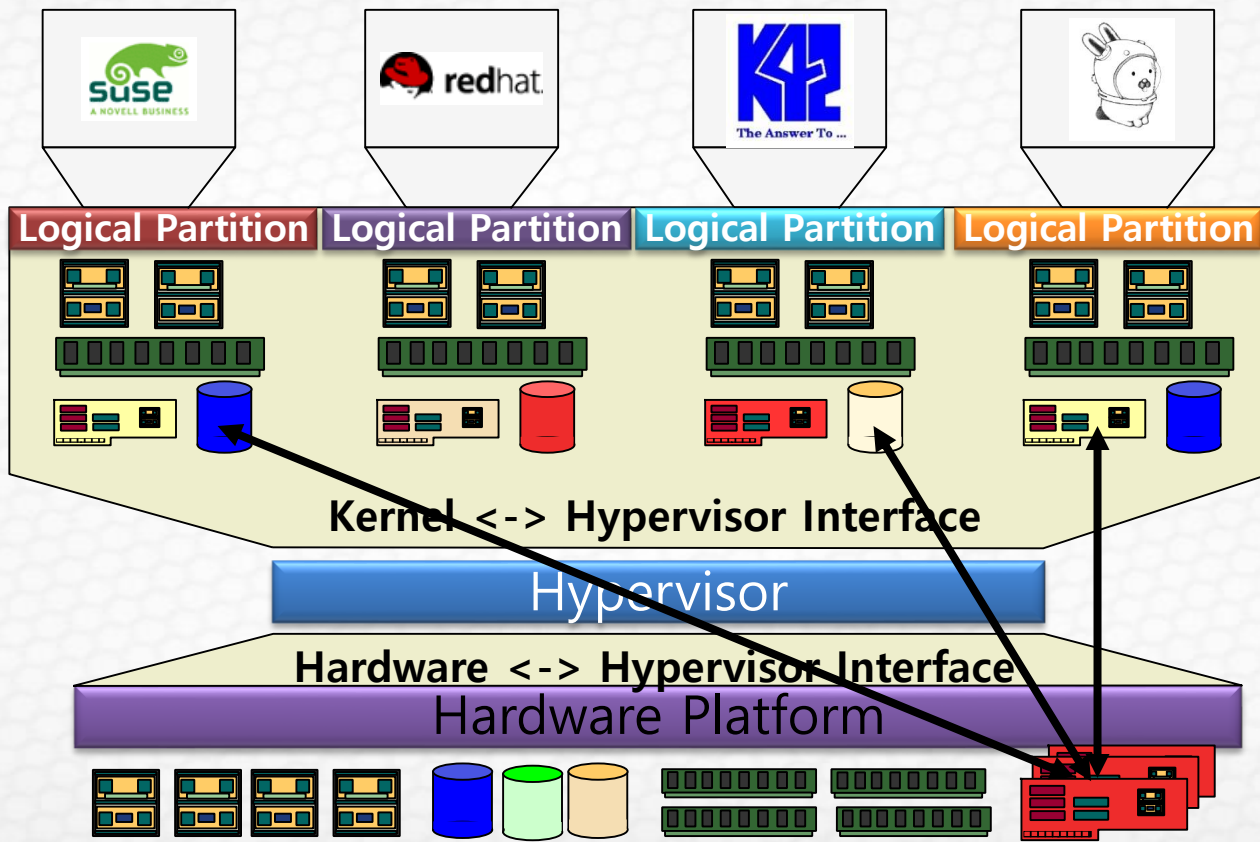 suse
A NOVELL BUSINESS
redhat.
K42
The Answer To ...
Logical Partition
Logical Partition
Logical Partition
Logical Partition
Kernel <-> Hypervisor Interface
Hypervisor
Hardware <-> Hypervisor Interface
Hardware Platform